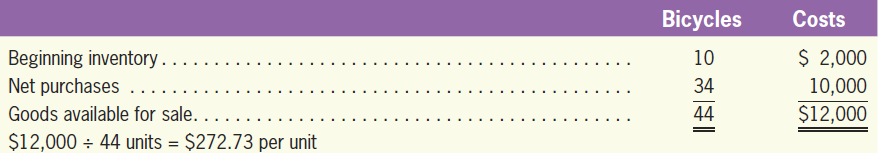 Bicycles Costs
Beginning inventory . . . . . . . . . . . . . . . . . . . . . . . . . . . . . . . . . . . . . . . . . . . . . 10 $ 2,000
Net purchases . . . . . . . . . . . . . . . . . . . . . . . . . . . . . . . . . . . . . . . . . . . . . . . . 34 10,000
Goods available for sale. . . . . . . . . . . . . . . . . . . . . . . . . . . . . . . . . . . . . . . . . . 44 $12,000
$12,000 ÷ 44 units = $272.73 per unit